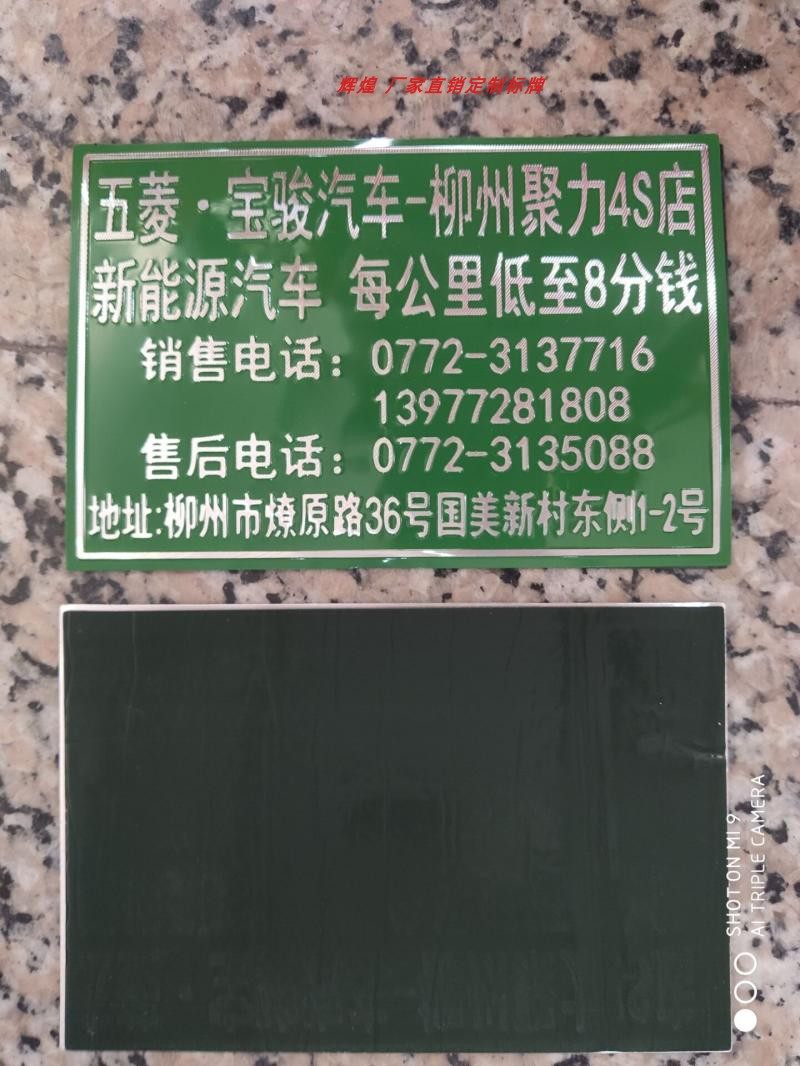 辉煌 厂家直销定制标牌
五菱·宝骏汽车-柳州聚力4S店
新能源汽车 每公里低至8分钱
销售电话：0772-3137716
13977281808
售后电话：0772-3135088
地址:柳州市燎原路36号国美新村东侧1-2号
SHOT ON MI 9
AI TRIPLE CAMERA